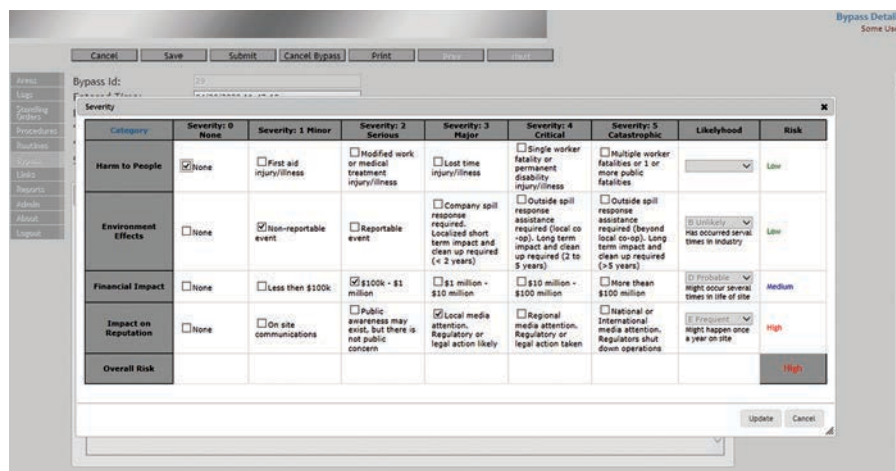 Bypass Detail
Some Use
Cancel Save Submit Cancel Bypass Print
Bypass Id: 29
Areas
Logs
Standing
Orders
Procedures
Routines
Bypass
Links
Reports
Admin
About
Logout
Severity
Category Severity: 0 None Severity: 1 Minor Severity: 2 Serious Severity: 3 Major Severity: 4 Critical Severity: 5 Catastrophic Likelyhood Risk
Harm to People
None
First aid
injury/illness
Modified work
or medical
treatment
injury/illness
Lost time
injury/illness
Single worker
fatality or
permanent
disability
injury/illness
Multiple worker
fatalities or 1 or
more public
fatalities
Low
Environment
Effects
None
Non-reportable
event
Reportable
event
Company spill
response
required.
Localized short
term impact and
clean up required
(< 2 years)
Outside spill
response
assistance
required (local co
-op). Long term
impact and clean
up required (2 to
5 years)
Outside spill
response
assistance
required (beyond
local co-op). Long
term impact and
clean up required
(>5 years)
B Unlikely
Has occurred serval
times in industry
Low
Financial Impact
None
Less then $100k
$100k - $1
million
$1 million -
$10 million
$10 million -
$100 million
More thean
$100 million
D Probable
Might occur several
times in life of site
Medium
Impact on
Reputation
None
On site
communications
Public
awareness may
exist, but there is
not public
concern
Local media
attention.
Regulatory or
legal action likely
Regional
media attention.
Regulatory or
legal action taken
National or
International
media attention.
Regulators shut
down operations
E Frequent
Might happen once
a year on site
High
Overall Risk
High
Update Cancel